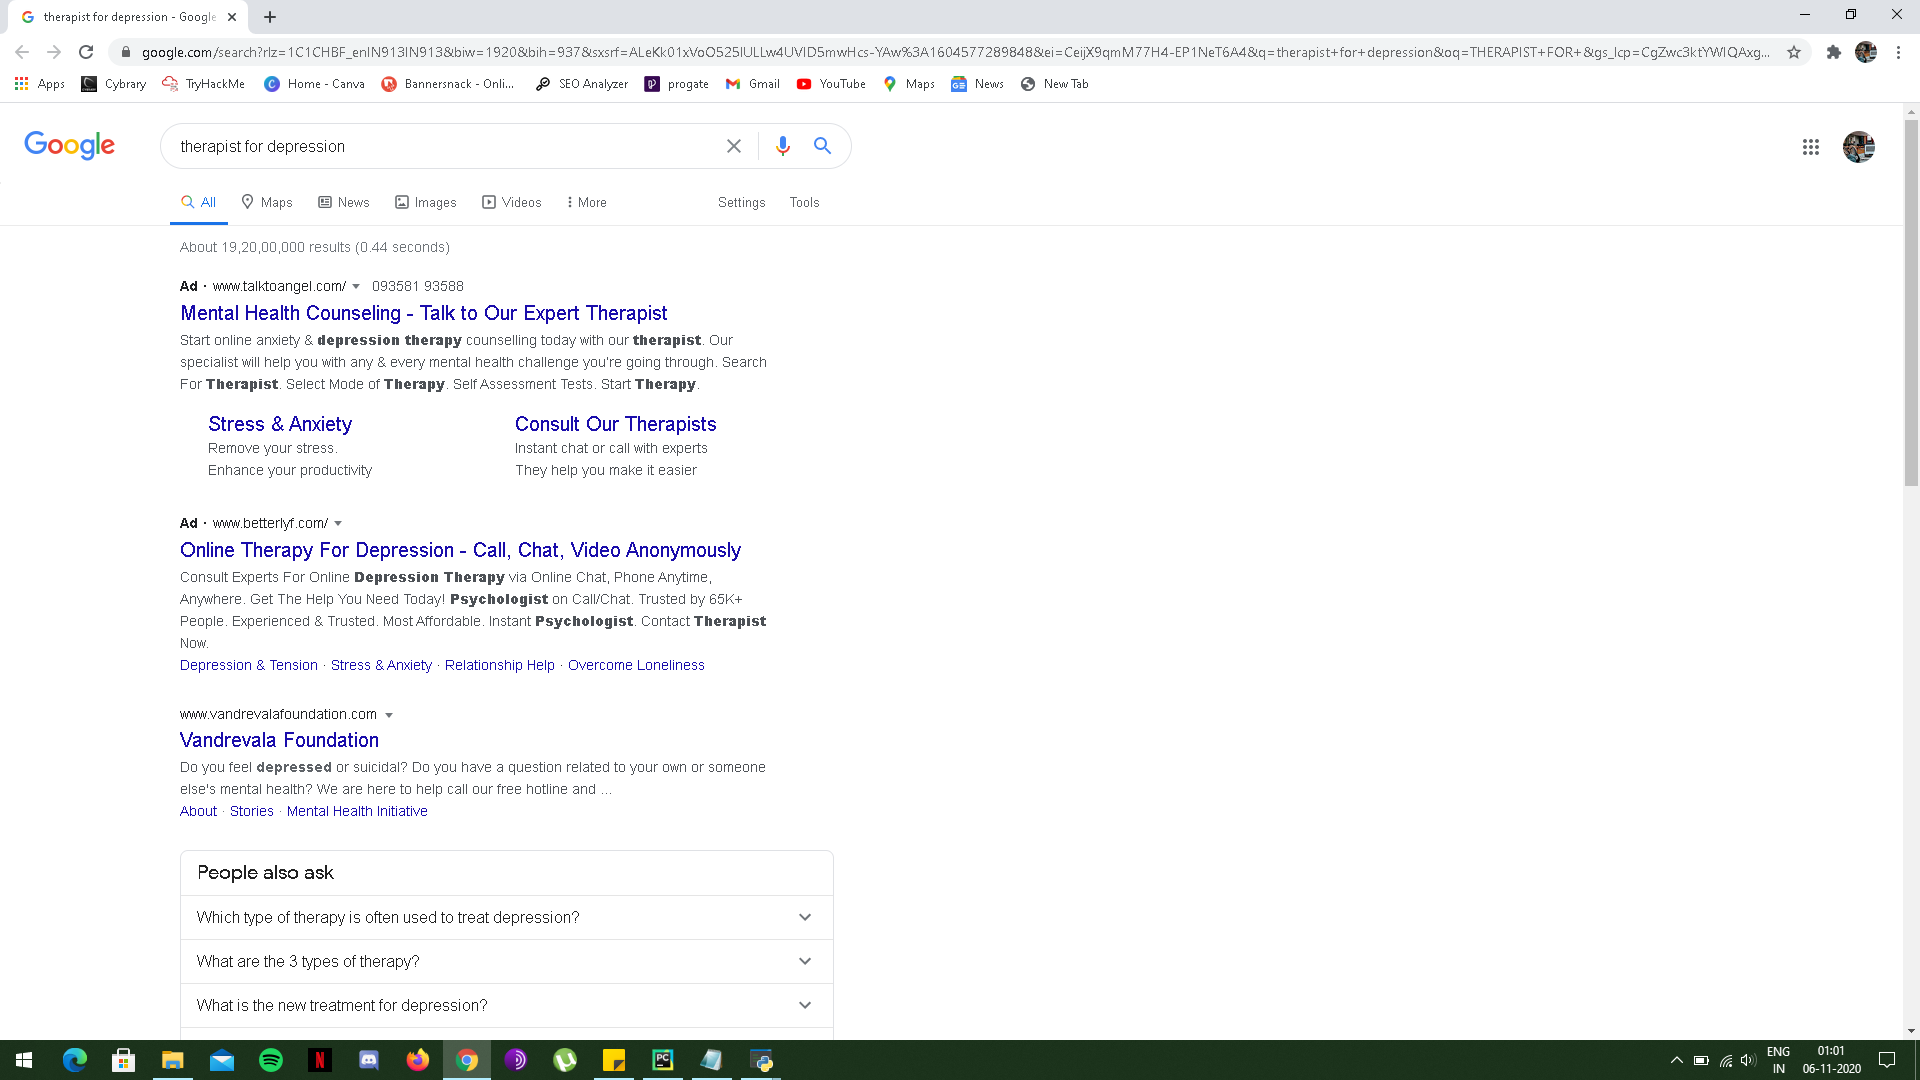 therapist for depression - Google
google.com/search?rlz=1C1CHBF_enIN913IN913&biw=1920&bih=937&sxsrf=ALeKk01xVoO525IULLw4UVID5mwHcs-YAw%3A1604577289848&ei=CeijX9qmM77H4-EP1NeT6A4&q=therapist+for+depression&oq=THERAPIST+FOR+&gs_lcp=CgZwc3ktYWIQAxg...
Apps Cybrary TryHackMe Home - Canva Bannersnack - Onli... SEO Analyzer progate Gmail YouTube Maps News New Tab
Google therapist for depression
All Maps News Images Videos More Settings Tools
About 19,20,00,000 results (0.44 seconds)
Ad · www.talktoangel.com/ 093581 93588
Mental Health Counseling - Talk to Our Expert Therapist
Start online anxiety & depression therapy counselling today with our therapist. Our
specialist will help you with any & every mental health challenge you're going through. Search
For Therapist. Select Mode of Therapy. Self Assessment Tests. Start Therapy.
Stress & Anxiety
Remove your stress.
Enhance your productivity
Consult Our Therapists
Instant chat or call with experts
They help you make it easier
Ad · www.betterlyf.com/
Online Therapy For Depression - Call, Chat, Video Anonymously
Consult Experts For Online Depression Therapy via Online Chat, Phone Anytime,
Anywhere. Get The Help You Need Today! Psychologist on Call/Chat. Trusted by 65K+
People. Experienced & Trusted. Most Affordable. Instant Psychologist. Contact Therapist
Now.
Depression & Tension · Stress & Anxiety · Relationship Help · Overcome Loneliness
www.vandrevalafoundation.com
Vandrevala Foundation
Do you feel depressed or suicidal? Do you have a question related to your own or someone
else's mental health? We are here to help call our free hotline and ...
About · Stories · Mental Health Initiative
People also ask
Which type of therapy is often used to treat depression?
What are the 3 types of therapy?
What is the new treatment for depression?
ENG
IN
01:01
06-11-2020